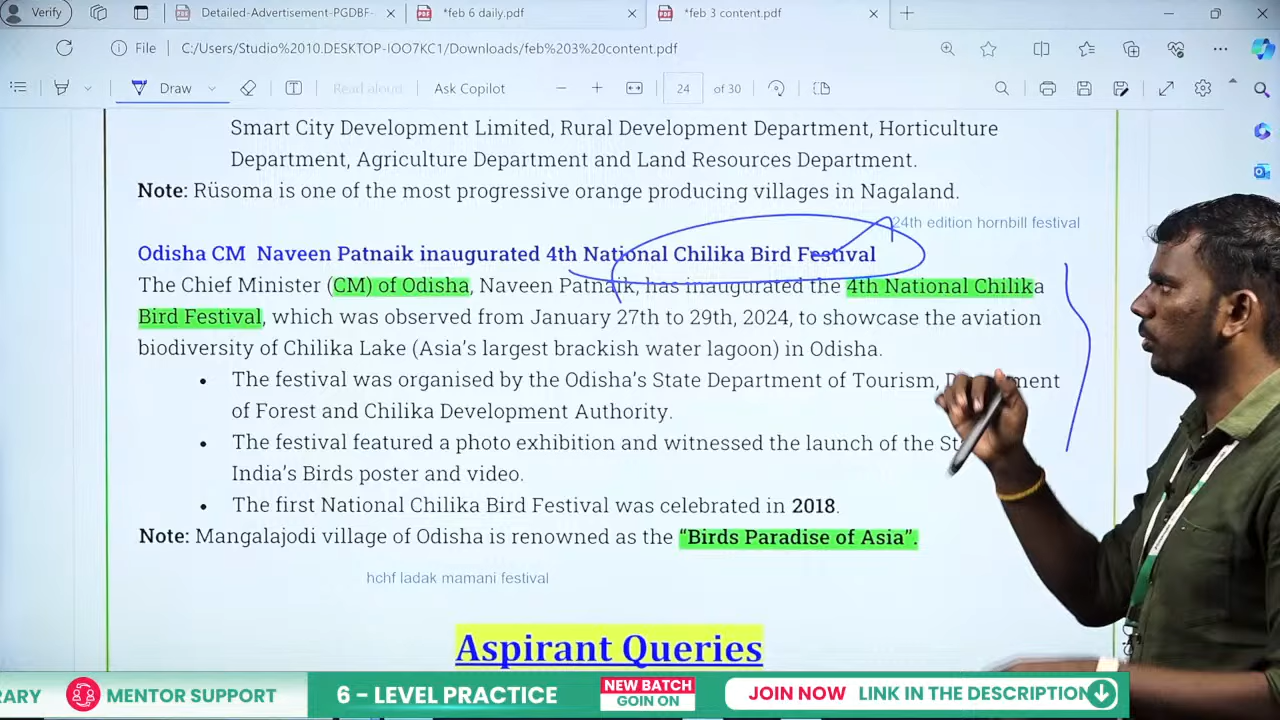 Verify
Detailed-Advertisement-PGDBF-
*feb 6 daily.pdf
*feb 3 content.pdf
File
C:/Users/Studio%2010.DESKTOP-IOO7KC1/Downloads/feb%203%20content.pdf
Draw
Read aloud
Ask Copilot
24 of 30
Smart City Development Limited, Rural Development Department, Horticulture
Department, Agriculture Department and Land Resources Department.
Note: Rüsoma is one of the most progressive orange producing villages in Nagaland.
24th edition hornbill festival
Odisha CM Naveen Patnaik inaugurated 4th National Chilika Bird Festival
The Chief Minister (CM) of Odisha, Naveen Patnaik, has inaugurated the 4th National Chilika
Bird Festival, which was observed from January 27th to 29th, 2024, to showcase the aviation
biodiversity of Chilika Lake (Asia's largest brackish water lagoon) in Odisha.
• The festival was organised by the Odisha's State Department of Tourism,
of Forest and Chilika Development Authority.
• The festival featured a photo exhibition and witnessed the launch of the
India's Birds poster and video.
• The first National Chilika Bird Festival was celebrated in 2018.
Note: Mangalajodi village of Odisha is renowned as the “Birds Paradise of Asia”.
hchf ladak mamani festival
Aspirant Queries
RARY
MENTOR SUPPORT
6 – LEVEL PRACTICE
NEW BATCH
GOIN ON
JOIN NOW LINK IN THE DESCRIPTION